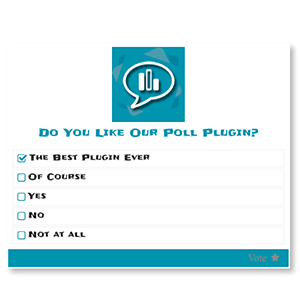 Do You Like Our Poll Plugin?
The Best Plugin Ever
Of Course
Yes
No
Not at all
Vote